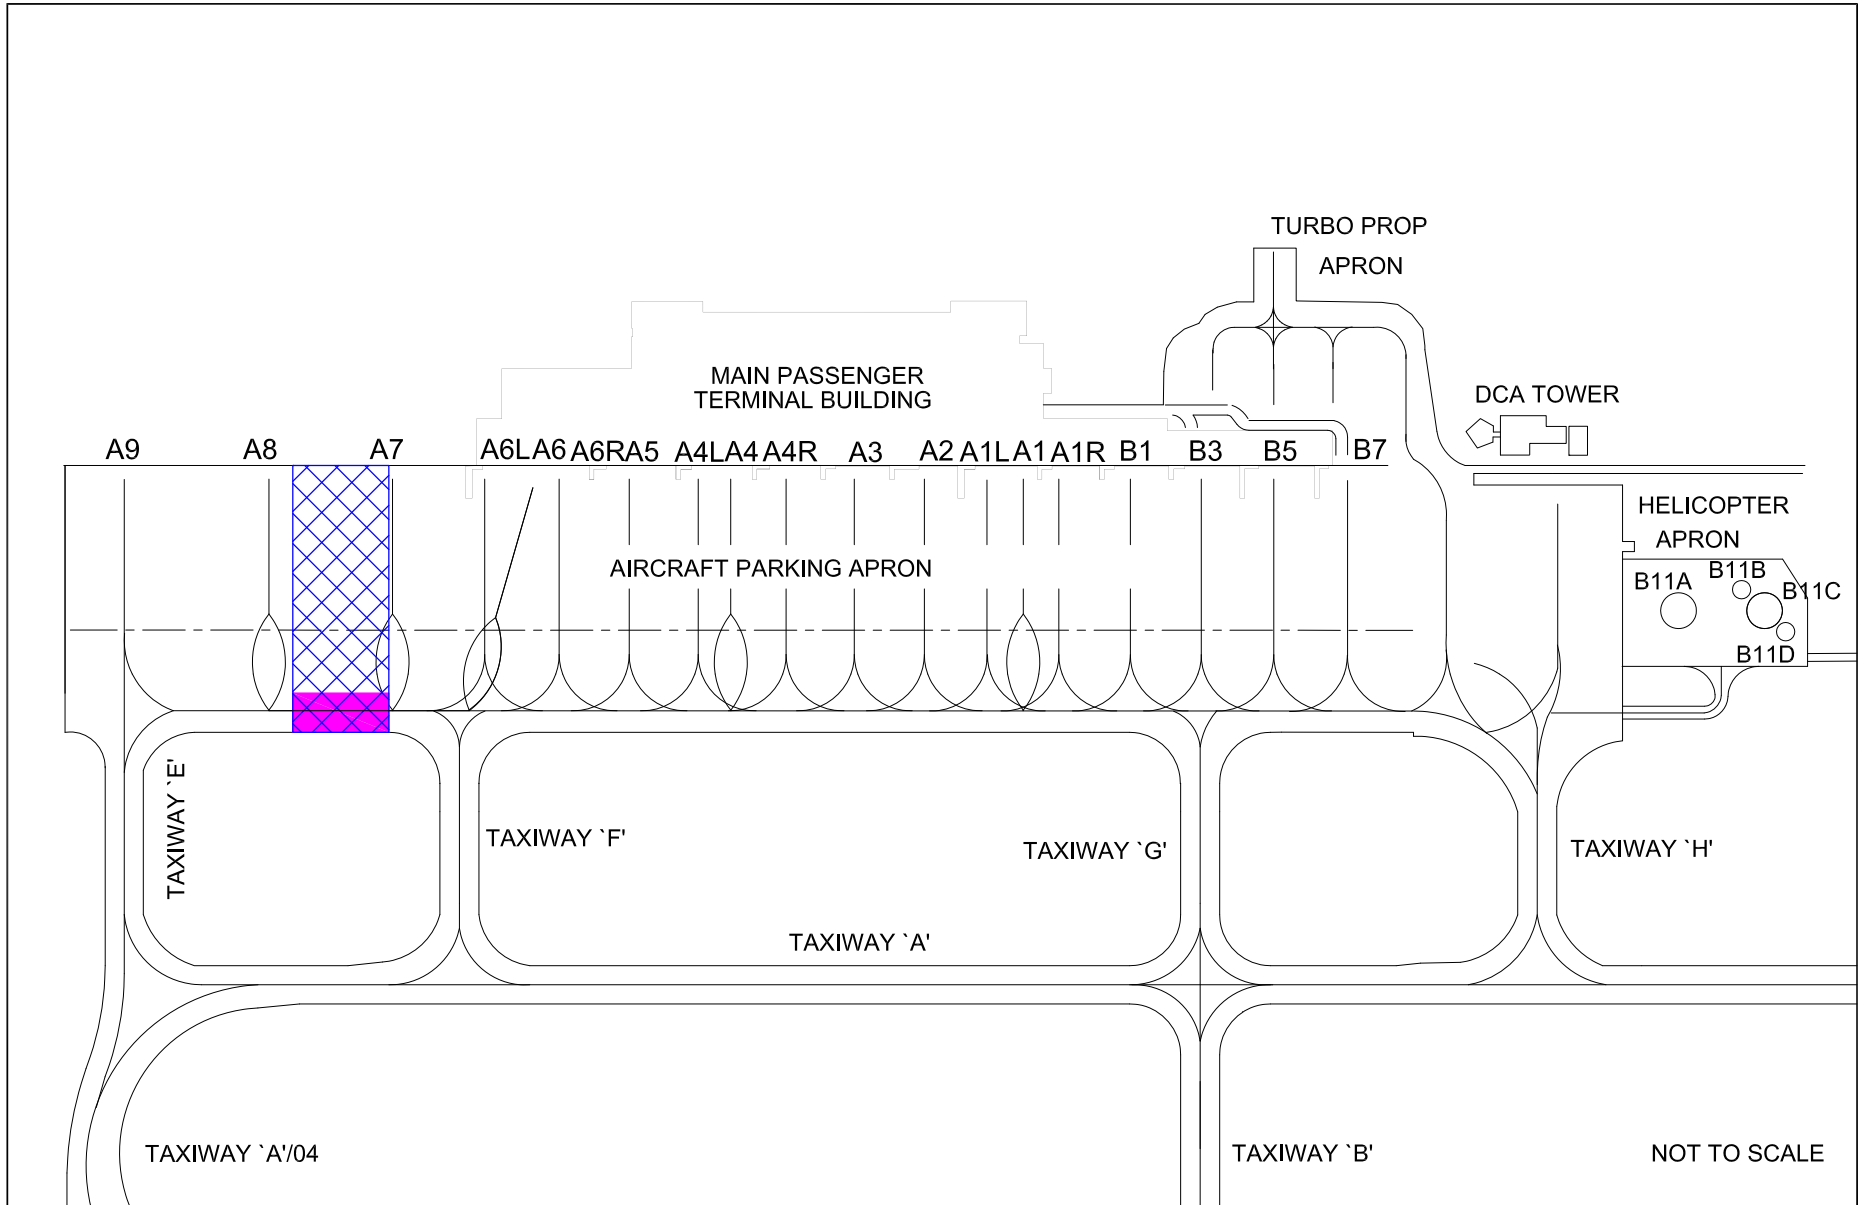 TURBO PROP
APRON
MAIN PASSENGER
TERMINAL BUILDING
DCA TOWER
A9
A8
A7
A6L
A6
A6R
A5
A4L
A4
A4R
A3
A2
A1L
A1
A1R
B1
B3
B5
B7
HELICOPTER
APRON
AIRCRAFT PARKING APRON
B11A
B11B
B11C
B11D
TAXIWAY `E'
TAXIWAY `F'
TAXIWAY `G'
TAXIWAY `H'
TAXIWAY `A'
TAXIWAY `A'/04
TAXIWAY `B'
NOT TO SCALE